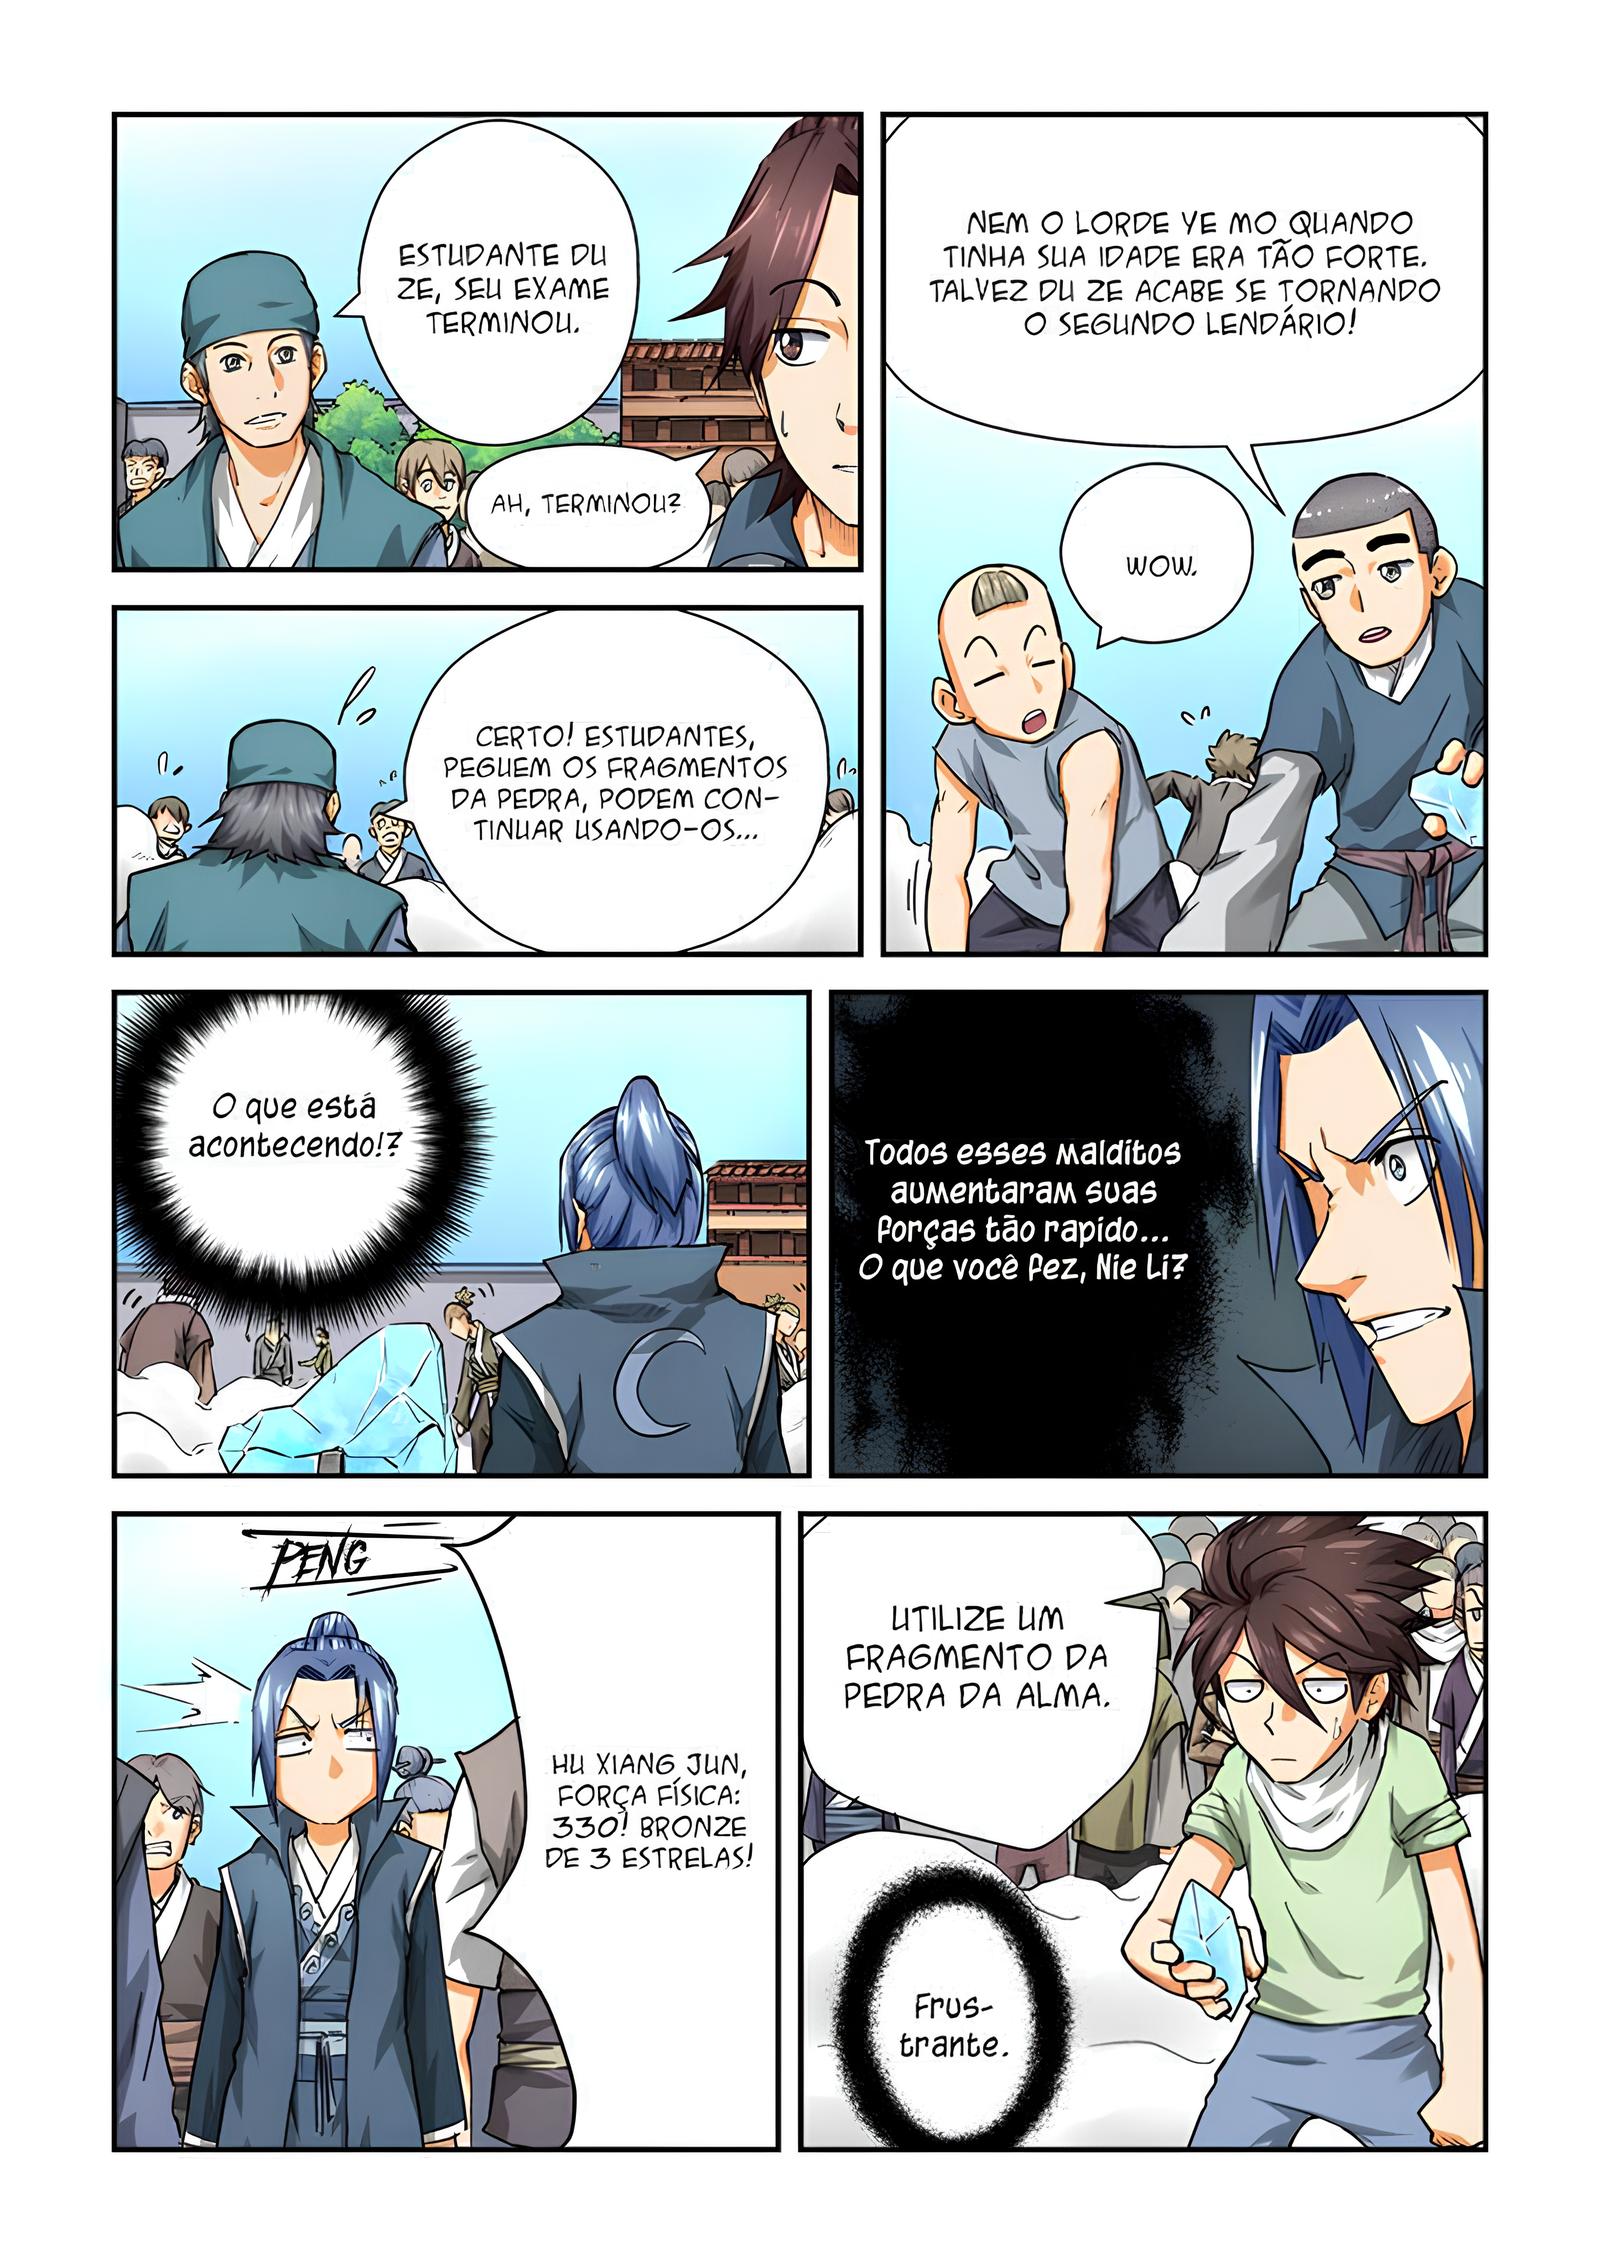 ESTUDANTE DU
ZE, SEU EXAME
TERMINOU.
AH, TERMINOU?
NEM O LORDE YE MO QUANDO
TINHA SUA IDADE ERA TÃO FORTE.
TALVEZ DU ZE ACABE SE TORNANDO
O SEGUNDO LENDÁRIO!
WOW.
CERTO! ESTUDANTES,
PEGUEM OS FRAGMENTOS
DA PEDRA, PODEM CON-
TINUAR USANDO-OS...
O que está
acontecendo!?
Todos esses malditos
aumentaram suas
forças tão rapido...
O que você fez, Nie Li?
PENG
HU XIANG JUN,
FORÇA FÍSICA:
330! BRONZE
DE 3 ESTRELAS!
UTILIZE UM
FRAGMENTO DA
PEDRA DA ALMA.
Frus-
trante.